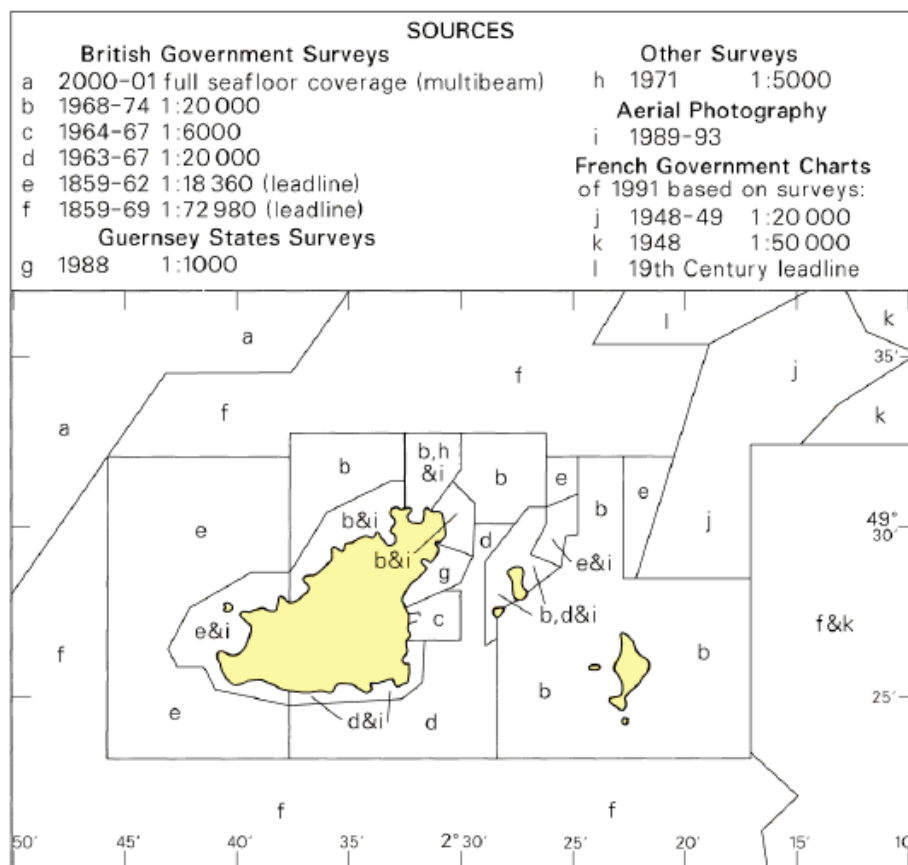 SOURCES
British Government Surveys
a 2000-01 full seafloor coverage (multibeam)
b 1968-74 1:20 000
c 1964-67 1:6000
d 1963-67 1:20 000
e 1859-62 1:18 360 (leadline)
f 1859-69 1:72 980 (leadline)
Guernsey States Surveys
g 1988 1:1000
Other Surveys
h 1971 1:5000
Aerial Photography
i 1989-93
French Government Charts
of 1991 based on surveys:
j 1948-49 1:20 000
k 1948 1:50 000
l 19th Century leadline
a
l
k
35′
f
j
f
k
a
b
b,h
&i
b
e
b
e
e
b&i
j
49°
30′
d
b&i
e&i
g
b,d&i
c
e&i
f&k
f
b
b
25′
e
d&i
d
f
f
50′ 45′ 40′ 35′ 2°30′ 25′ 20′ 15′ 10′